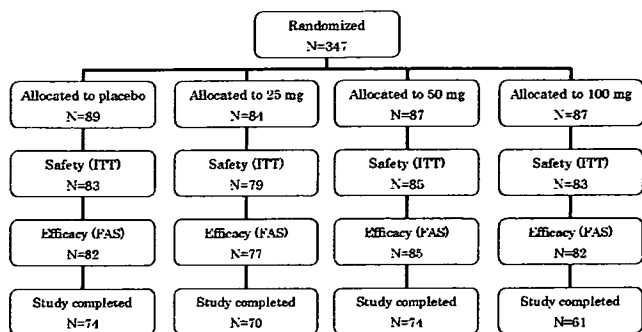 Randomized
N=347
Allocated to placebo
N=89
Allocated to 25 mg
N=84
Allocated to 50 mg
N=87
Allocated to 100 mg
N=87
Safety (ITT)
N=83
Safety (ITT)
N=79
Safety (ITT)
N=85
Safety (ITT)
N=83
Efficacy (FAS)
N=82
Efficacy (FAS)
N=77
Efficacy (FAS)
N=85
Efficacy (FAS)
N=82
Study completed
N=74
Study completed
N=70
Study completed
N=74
Study completed
N=61